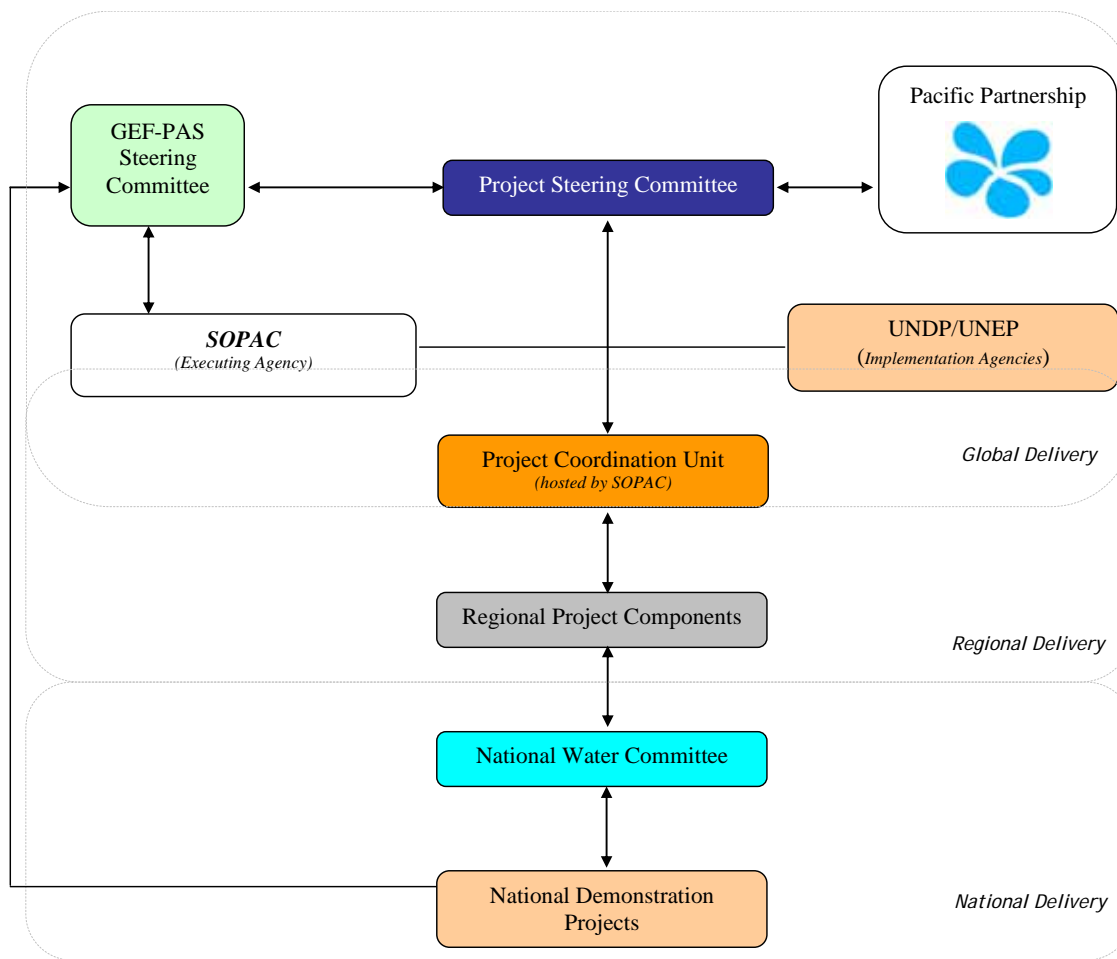 Pacific Partnership
GEF-PAS
Steering
Committee
Project Steering Committee
SOPAC
(Executing Agency)
UNDP/UNEP
(Implementation Agencies)
Global Delivery
Project Coordination Unit
(hosted by SOPAC)
Regional Project Components
Regional Delivery
National Water Committee
National Demonstration
Projects
National Delivery